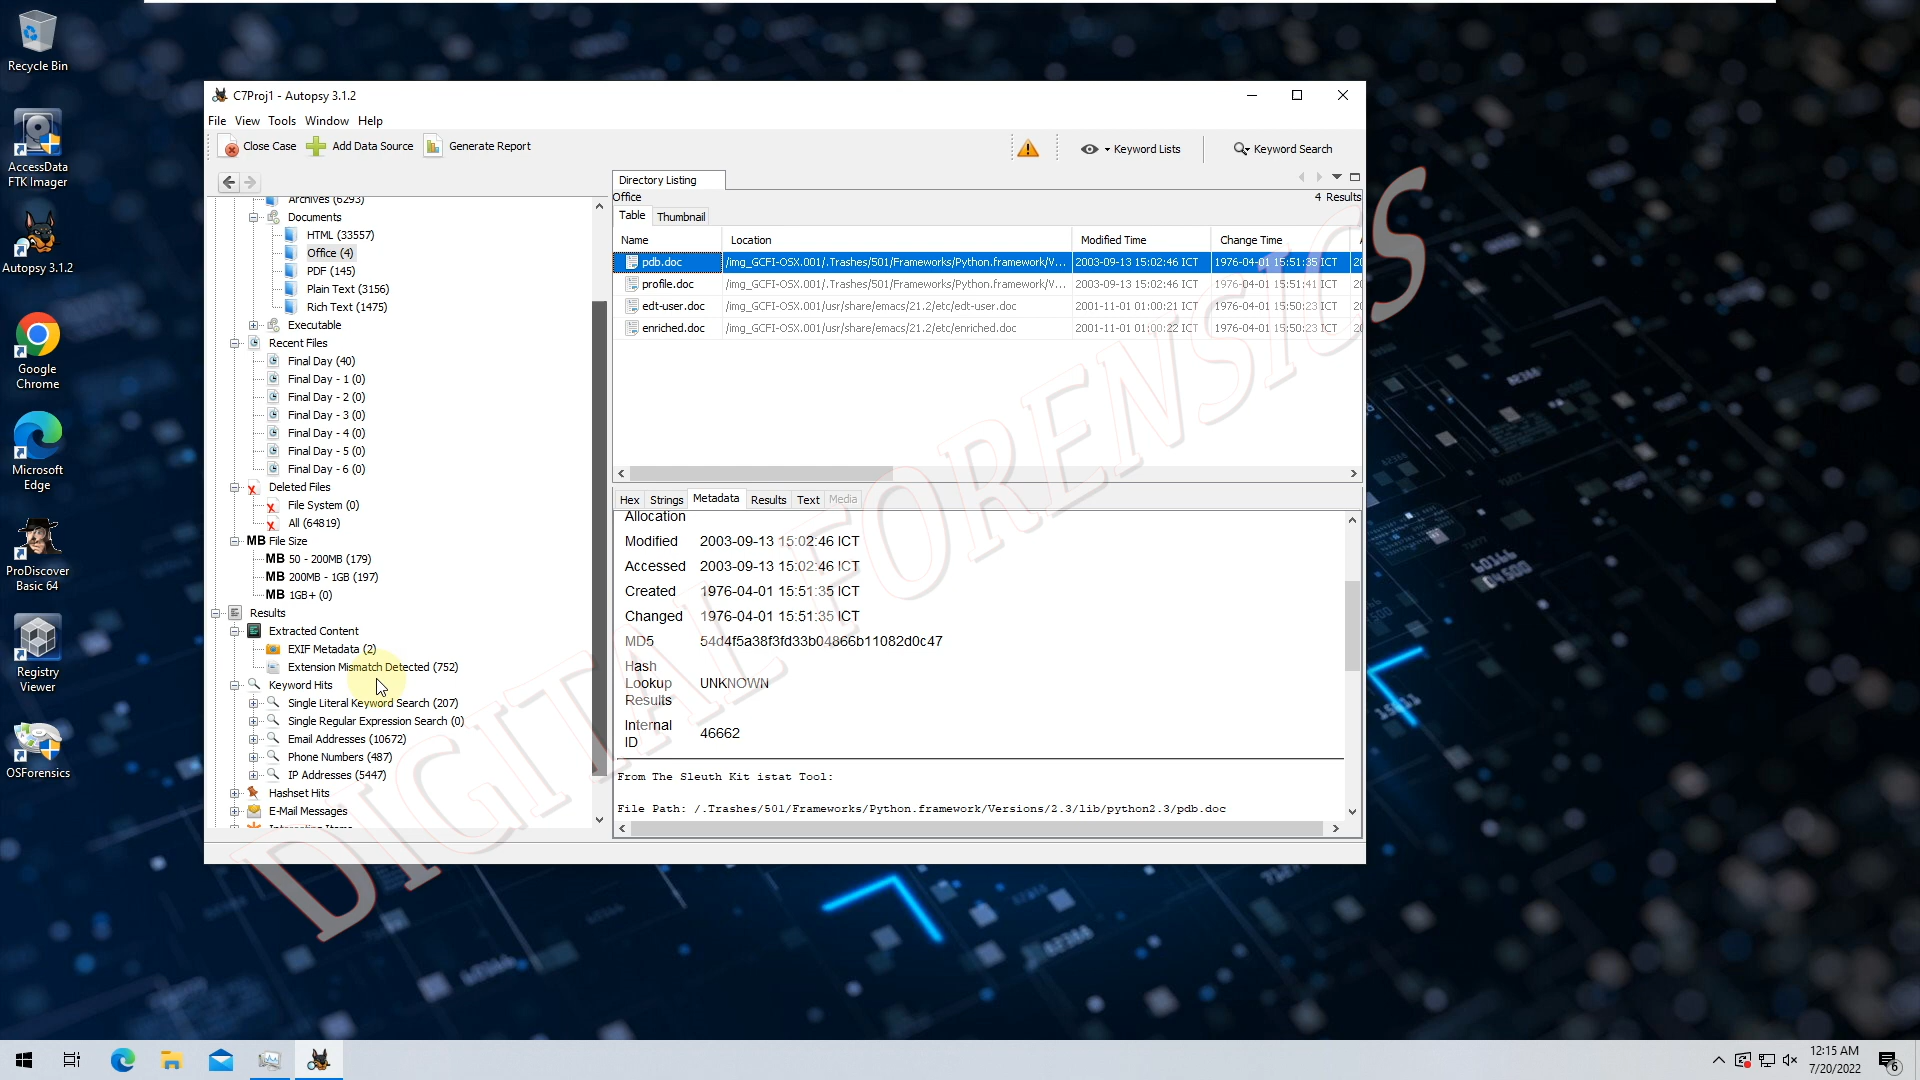 Recycle Bin
AccessData
FTK Imager
Autopsy 3.1.2
Google
Chrome
Microsoft
Edge
ProDiscover
Basic 64
Registry
Viewer
OSForensics
C7Proj1 - Autopsy 3.1.2
File View Tools Window Help
Close Case Add Data Source Generate Report
Keyword Lists Keyword Search
Archives (6293)
Documents
HTML (33557)
Office (4)
PDF (145)
Plain Text (3156)
Rich Text (1475)
Executable
Recent Files
Final Day (40)
Final Day - 1 (0)
Final Day - 2 (0)
Final Day - 3 (0)
Final Day - 4 (0)
Final Day - 5 (0)
Final Day - 6 (0)
Deleted Files
File System (0)
All (64819)
MB File Size
MB 50 - 200MB (179)
MB 200MB - 1GB (197)
MB 1GB+ (0)
Results
Extracted Content
EXIF Metadata (2)
Extension Mismatch Detected (752)
Keyword Hits
Single Literal Keyword Search (207)
Single Regular Expression Search (0)
Email Addresses (10672)
Phone Numbers (487)
IP Addresses (5447)
Hashset Hits
E-Mail Messages
Interesting Items
Directory Listing
Office 4 Results
Table Thumbnail
Name Location Modified Time Change Time
pdb.doc /img_GCFI-OSX.001/.Trashes/501/Frameworks/Python.framework/V... 2003-09-13 15:02:46 ICT 1976-04-01 15:51:35 ICT 20
profile.doc /img_GCFI-OSX.001/.Trashes/501/Frameworks/Python.framework/V... 2003-09-13 15:02:46 ICT 1976-04-01 15:51:41 ICT 20
edt-user.doc /img_GCFI-OSX.001/usr/share/emacs/21.2/etc/edt-user.doc 2001-11-01 01:00:21 ICT 1976-04-01 15:50:23 ICT 20
enriched.doc /img_GCFI-OSX.001/usr/share/emacs/21.2/etc/enriched.doc 2001-11-01 01:00:22 ICT 1976-04-01 15:50:23 ICT 20
Hex Strings Metadata Results Text Media
Allocation
Modified 2003-09-13 15:02:46 ICT
Accessed 2003-09-13 15:02:46 ICT
Created 1976-04-01 15:51:35 ICT
Changed 1976-04-01 15:51:35 ICT
MD5 54d4f5a38f3fd33b04866b11082d0c47
Hash
Lookup UNKNOWN
Results
Internal
ID 46662
From The Sleuth Kit istat Tool:
File Path: /.Trashes/501/Frameworks/Python.framework/Versions/2.3/lib/python2.3/pdb.doc
DIGITAL FORENSICS
12:15 AM
7/20/2022
6